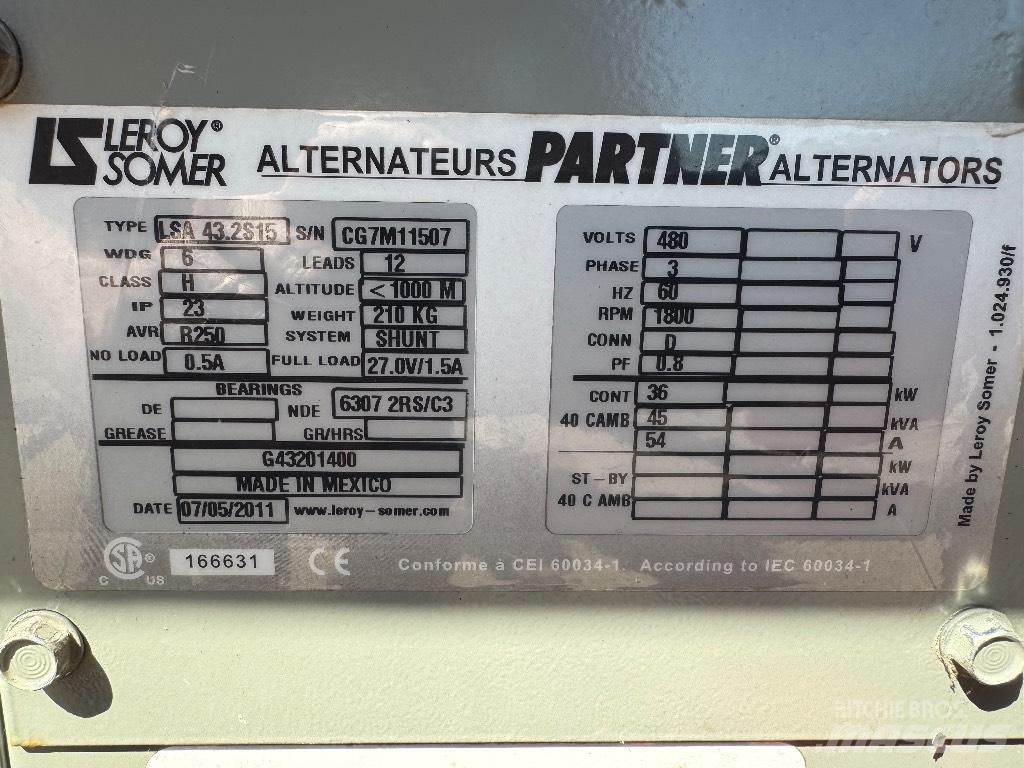 LEROY® SOMER ALTERNATEURS PARTNER® ALTERNATORS
TYPE LSA 43.2S15 S/N CG7M11507
WDG 6 LEADS 12
CLASS H ALTITUDE < 1000 M
IP 23 WEIGHT 210 KG
AVR R250 SYSTEM SHUNT
NO LOAD 0.5A FULL LOAD 27.0V/1.5A
BEARINGS
DE NDE 6307 2RS/C3
GREASE GR/HRS
G43201400
MADE IN MEXICO
DATE 07/05/2011 www.leroy-somer.com
VOLTS 480 V
PHASE 3
HZ 60
RPM 1800
CONN D
PF 0.8
CONT 36 kW
40 CAMB 45 kVA
54 A
ST-BY kW
kVA
40 C AMB A
Made by Leroy Somer - 1.024.930/ff
C SA US 166631 CE Conforme à CEI 60034-1. According to IEC 60034-1
RITCHIE BROS
MASCUS